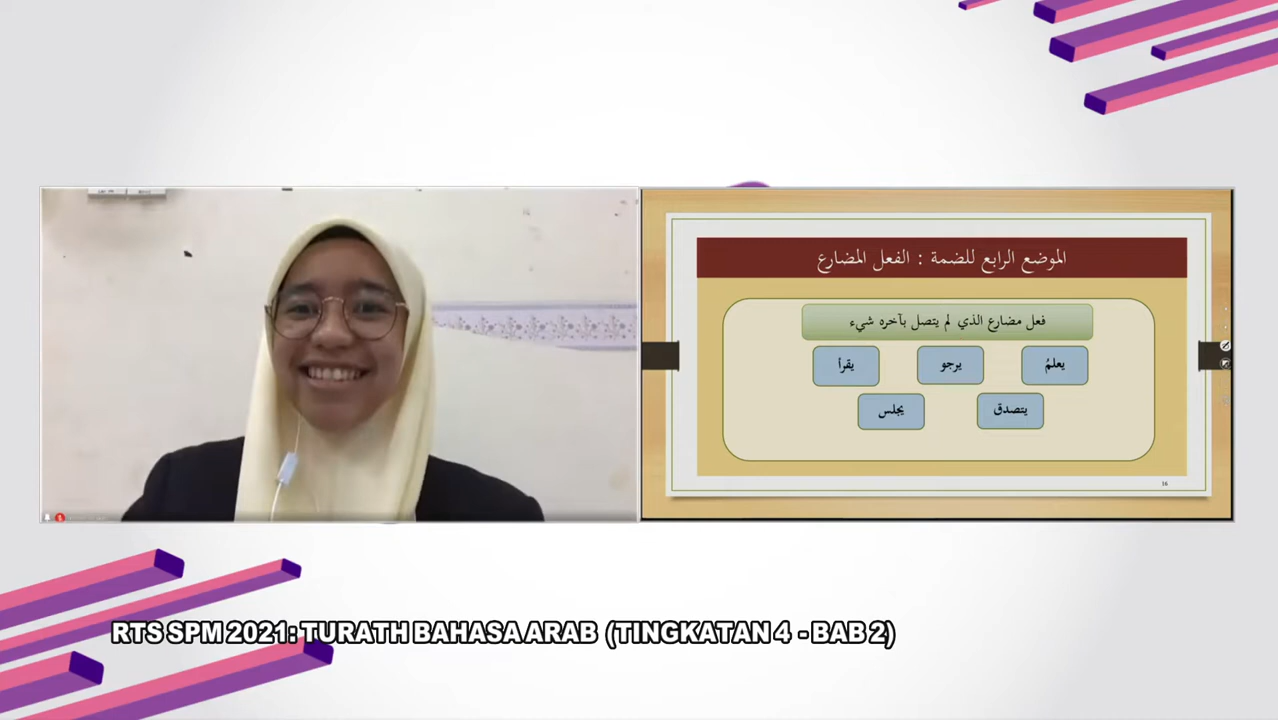 الموضع الرابع للضمة : الفعل المضارع
فعل مضارع الذي لم يتصل بآخره شيء
يعلمُ
يرجو
يقرأ
يتصدق
يجلس
16
RTS SPM 2021: TURATH BAHASA ARAB (TINGKATAN 4 - BAB 2)